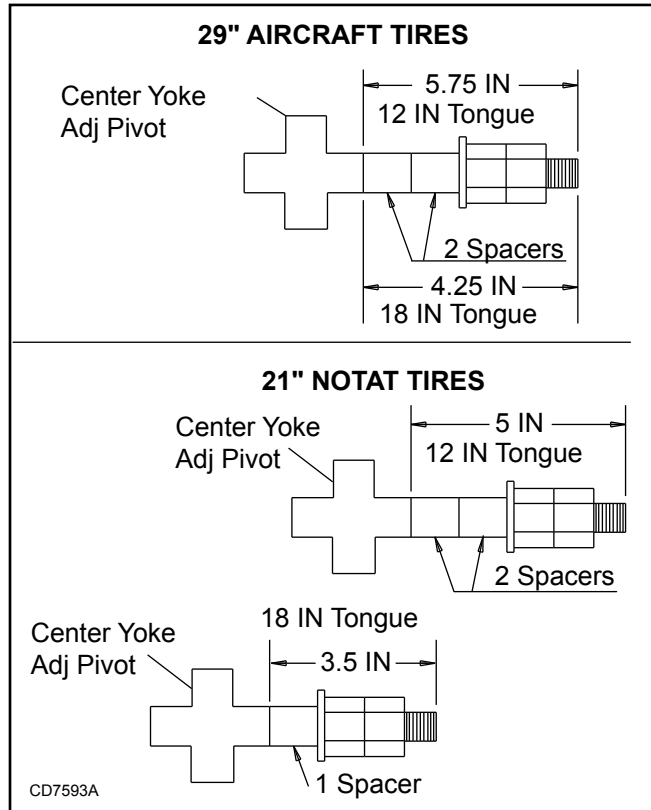 29" AIRCRAFT TIRES
5.75 IN
12 IN Tongue
Center Yoke
Adj Pivot
2 Spacers
4.25 IN
18 IN Tongue
21" NOTAT TIRES
5 IN
12 IN Tongue
Center Yoke
Adj Pivot
2 Spacers
18 IN Tongue
3.5 IN
Center Yoke
Adj Pivot
1 Spacer
CD7593A